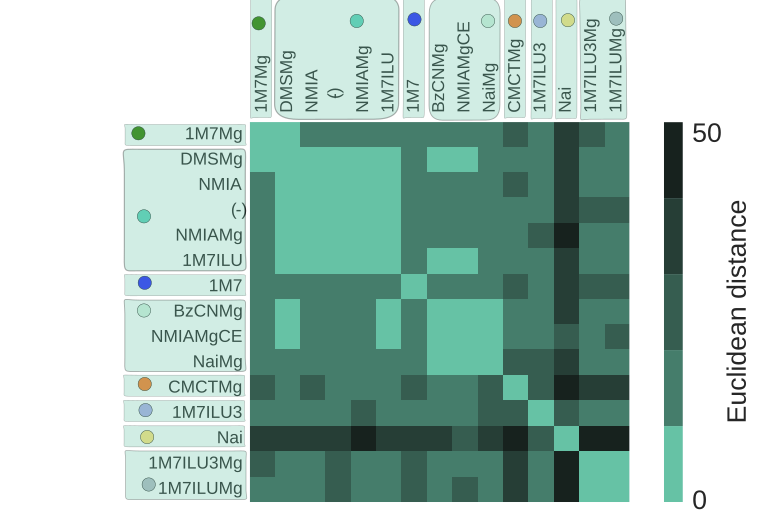 1M7Mg
DMSMg
NMIA
(-)
NMIAMg
1M7ILU
1M7
BzCNMg
NMIAMgCE
NaiMg
CMCTMg
1M7ILU3
Nai
1M7ILU3Mg
1M7ILUMg
1M7Mg
DMSMg
NMIA
(-)
NMIAMg
1M7ILU
1M7
BzCNMg
NMIAMgCE
NaiMg
CMCTMg
1M7ILU3
Nai
1M7ILU3Mg
1M7ILUMg
50
Euclidean distance
0